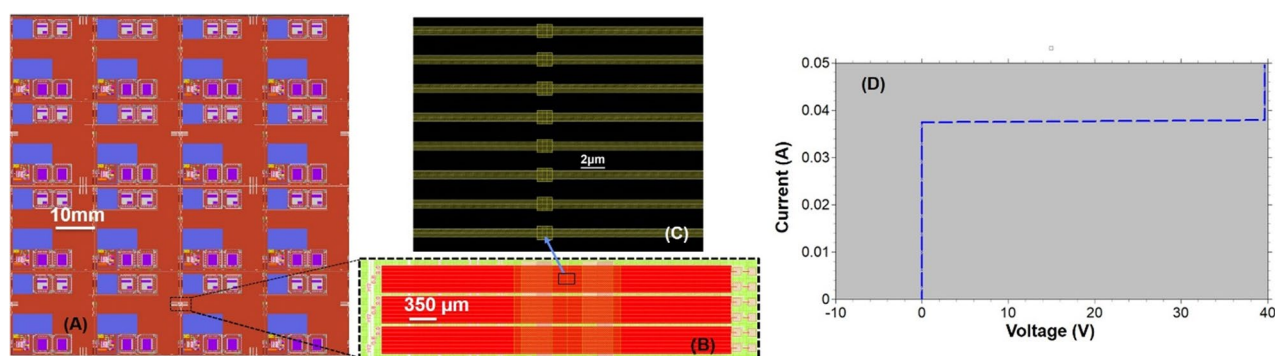 10mm
(A)
2μm
(C)
350 μm
(B)
(D)
Current (A)
0.05
0.04
0.03
0.02
0.01
0
-10
0
10
20
30
40
Voltage (V)